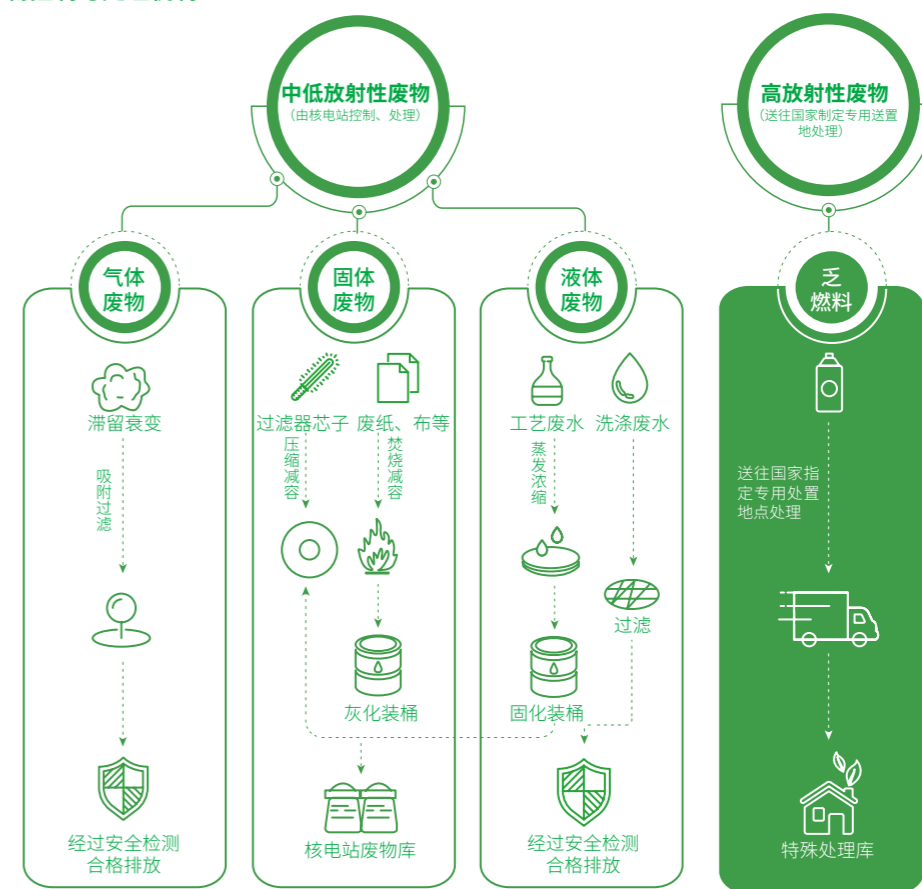 中低放射性废物
（由核电站控制、处理）
高放射性废物
（送往国家制定专用送置
地处理）
气体
废物
滞留衰变
吸附过滤
经过安全检测
合格排放
固体
废物
过滤器芯子
废纸、布等
压缩减容
焚烧减容
灰化装桶
核电站废物库
液体
废物
工艺废水
洗涤废水
蒸发浓缩
过滤
固化装桶
经过安全检测
合格排放
乏
燃料
送往国家指
定专用处置
地点处理
特殊处理库